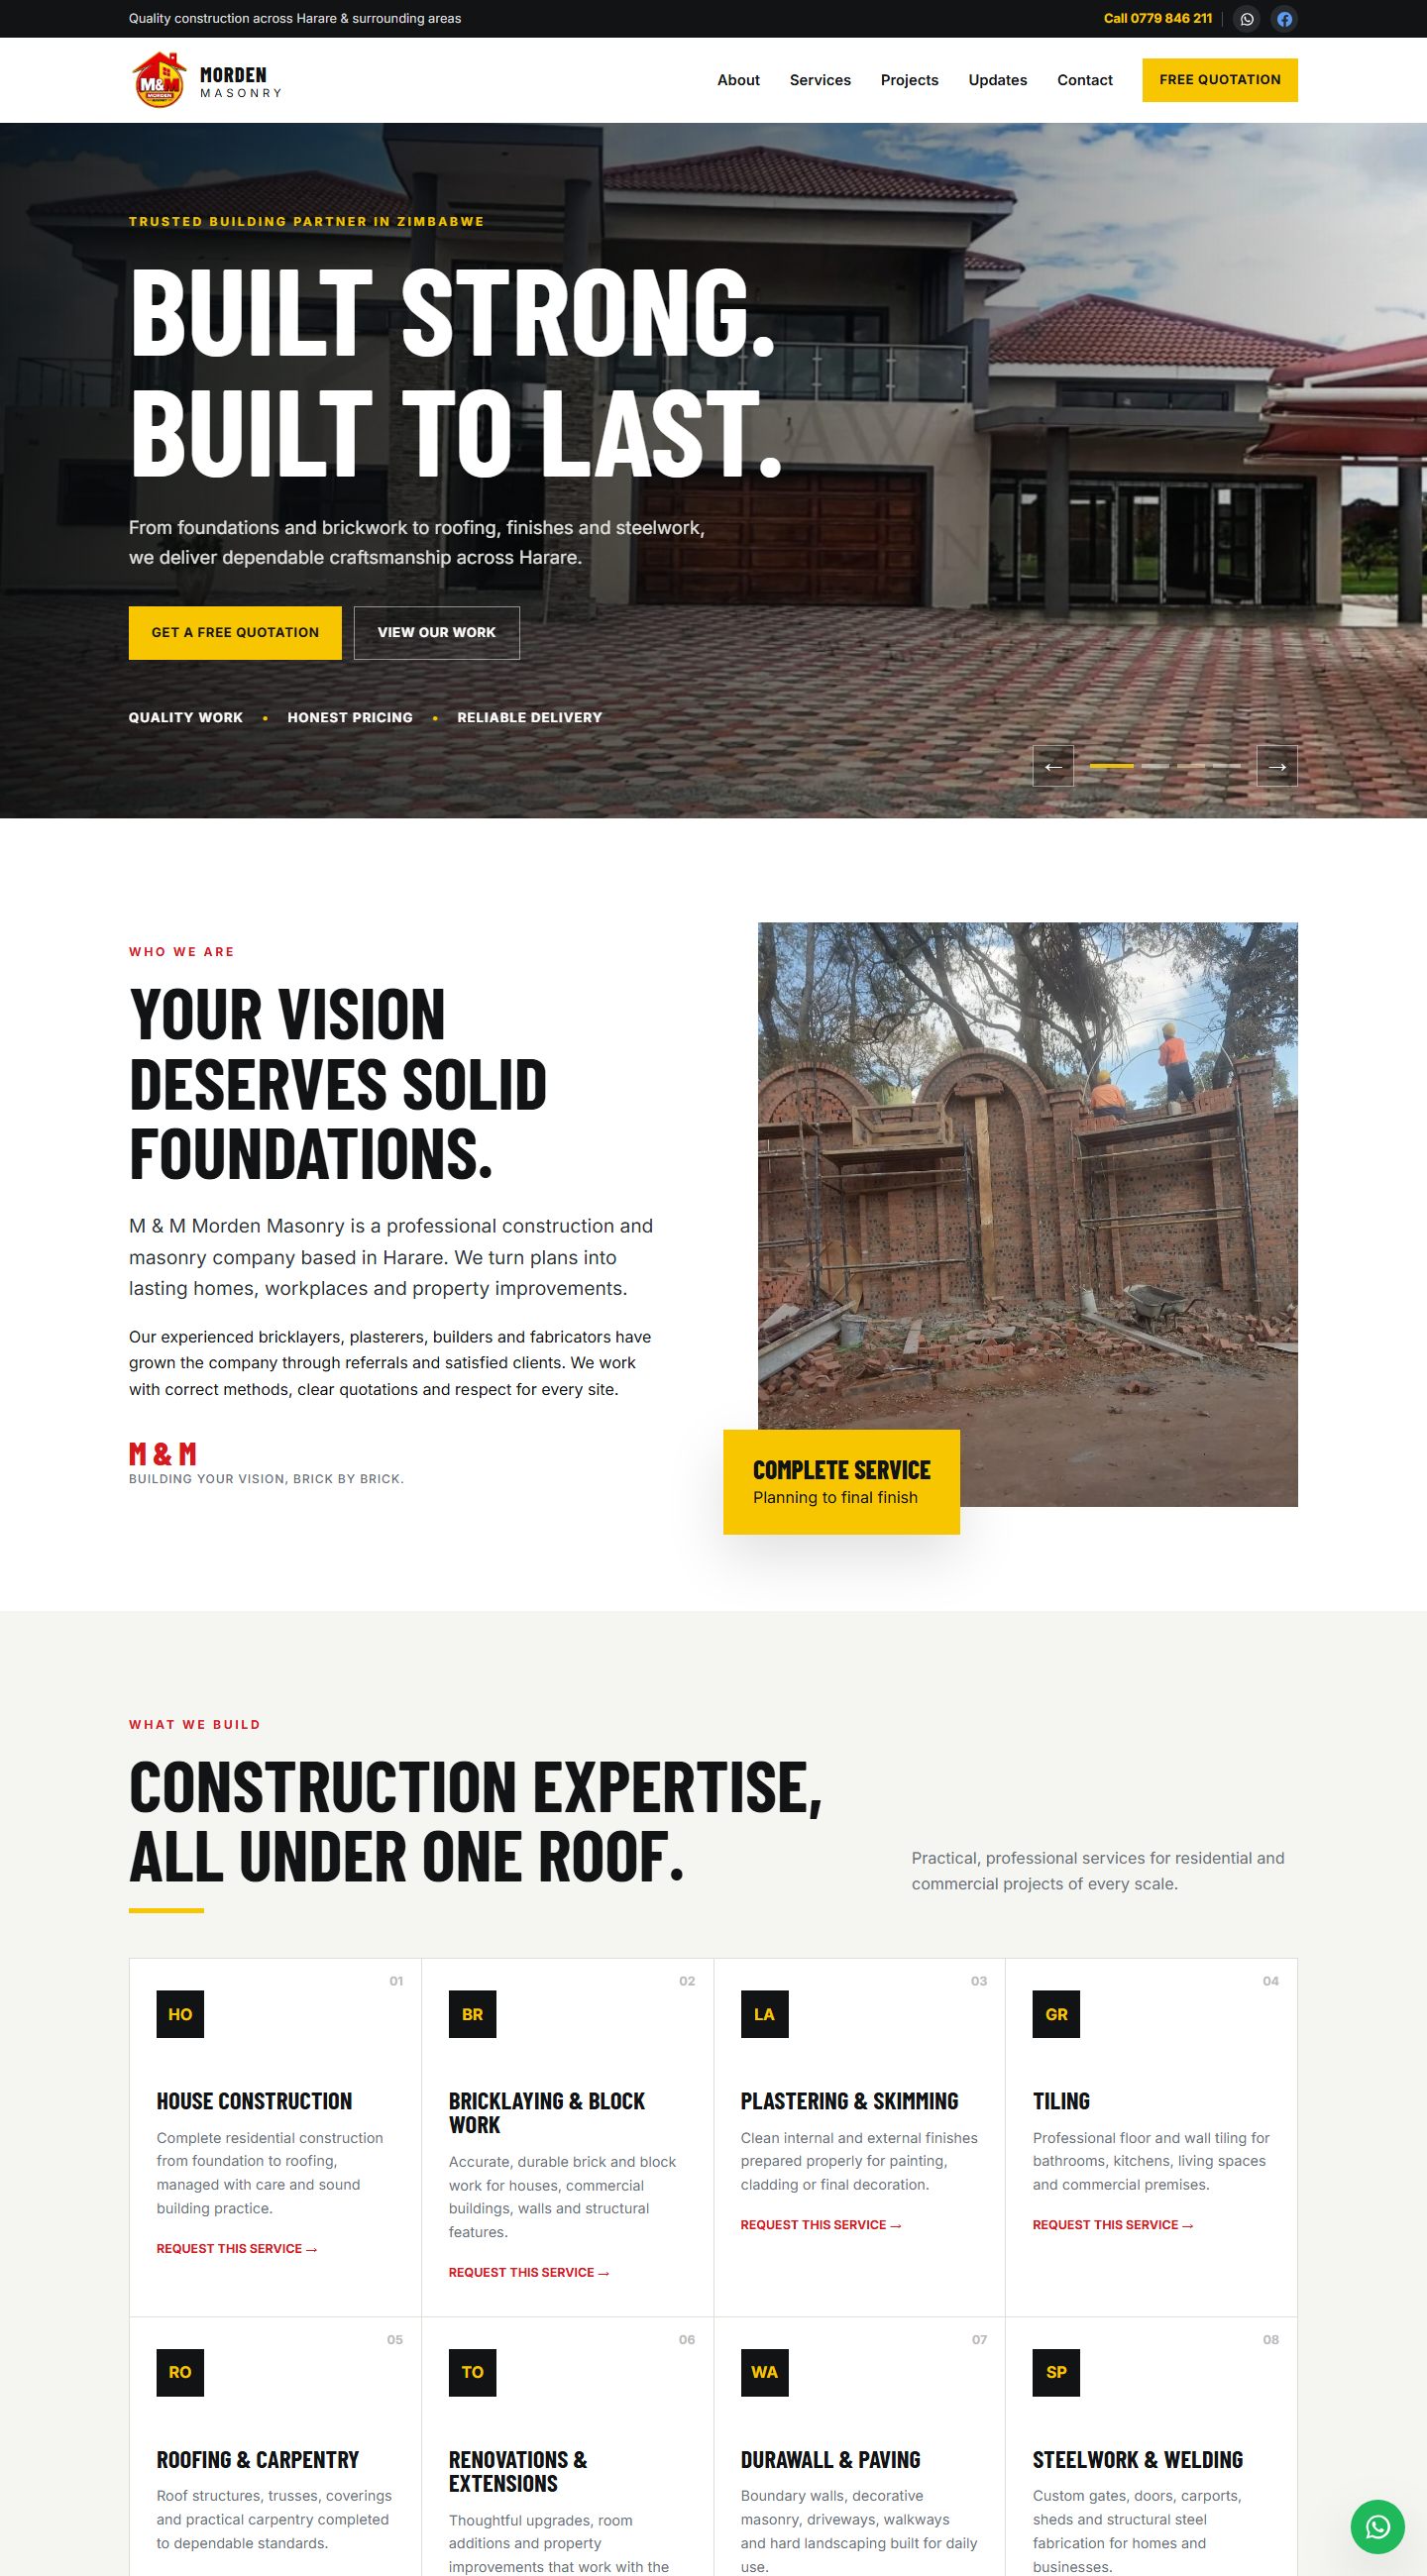 Quality construction across Harare & surrounding areas
Call 0779 846 211
M&M
MORDEN
MORDEN
MASONRY
About
Services
Projects
Updates
Contact
FREE QUOTATION
TRUSTED BUILDING PARTNER IN ZIMBABWE
BUILT STRONG.
BUILT TO LAST.
From foundations and brickwork to roofing, finishes and steelwork,
we deliver dependable craftsmanship across Harare.
GET A FREE QUOTATION
VIEW OUR WORK
QUALITY WORK • HONEST PRICING • RELIABLE DELIVERY
← →
WHO WE ARE
YOUR VISION
DESERVES SOLID
FOUNDATIONS.
M & M Morden Masonry is a professional construction and
masonry company based in Harare. We turn plans into
lasting homes, workplaces and property improvements.
Our experienced bricklayers, plasterers, builders and fabricators have
grown the company through referrals and satisfied clients. We work
with correct methods, clear quotations and respect for every site.
M & M
BUILDING YOUR VISION, BRICK BY BRICK.
COMPLETE SERVICE
Planning to final finish
WHAT WE BUILD
CONSTRUCTION EXPERTISE,
ALL UNDER ONE ROOF.
Practical, professional services for residential and
commercial projects of every scale.
01
HO
HOUSE CONSTRUCTION
Complete residential construction
from foundation to roofing,
managed with care and sound
building practice.
REQUEST THIS SERVICE →
02
BR
BRICKLAYING & BLOCK
WORK
Accurate, durable brick and block
work for houses, commercial
buildings, walls and structural
features.
REQUEST THIS SERVICE →
03
LA
PLASTERING & SKIMMING
Clean internal and external finishes
prepared properly for painting,
cladding or final decoration.
REQUEST THIS SERVICE →
04
GR
TILING
Professional floor and wall tiling for
bathrooms, kitchens, living spaces
and commercial premises.
REQUEST THIS SERVICE →
05
RO
ROOFING & CARPENTRY
Roof structures, trusses, coverings
and practical carpentry completed
to dependable standards.
06
TO
RENOVATIONS &
EXTENSIONS
Thoughtful upgrades, room
additions and property
improvements that work with the
07
WA
DURAWALL & PAVING
Boundary walls, decorative
masonry, driveways, walkways
and hard landscaping built for daily
use.
08
SP
STEELWORK & WELDING
Custom gates, doors, carports,
sheds and structural steel
fabrication for homes and
businesses.